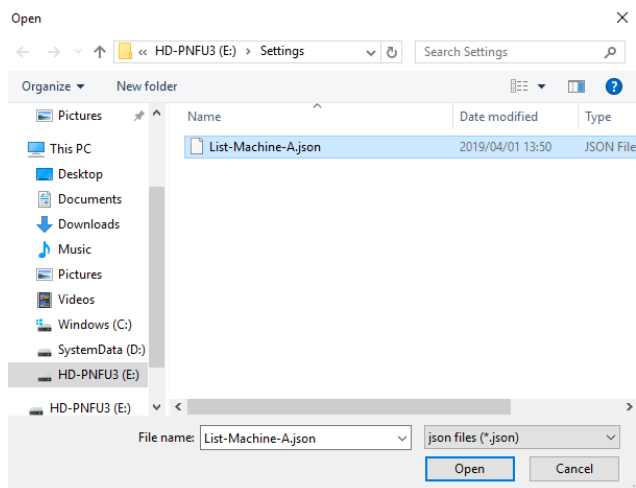 Open
« HD-PNFU3 (E:) > Settings
Search Settings
Organize
New folder
Name
Date modified
Type
List-Machine-A.json
2019/04/01 13:50
JSON File
Pictures
This PC
Desktop
Documents
Downloads
Music
Pictures
Videos
Windows (C:)
SystemData (D:)
HD-PNFU3 (E:)
HD-PNFU3 (E:)
File name: List-Machine-A.json
json files (*.json)
Open
Cancel